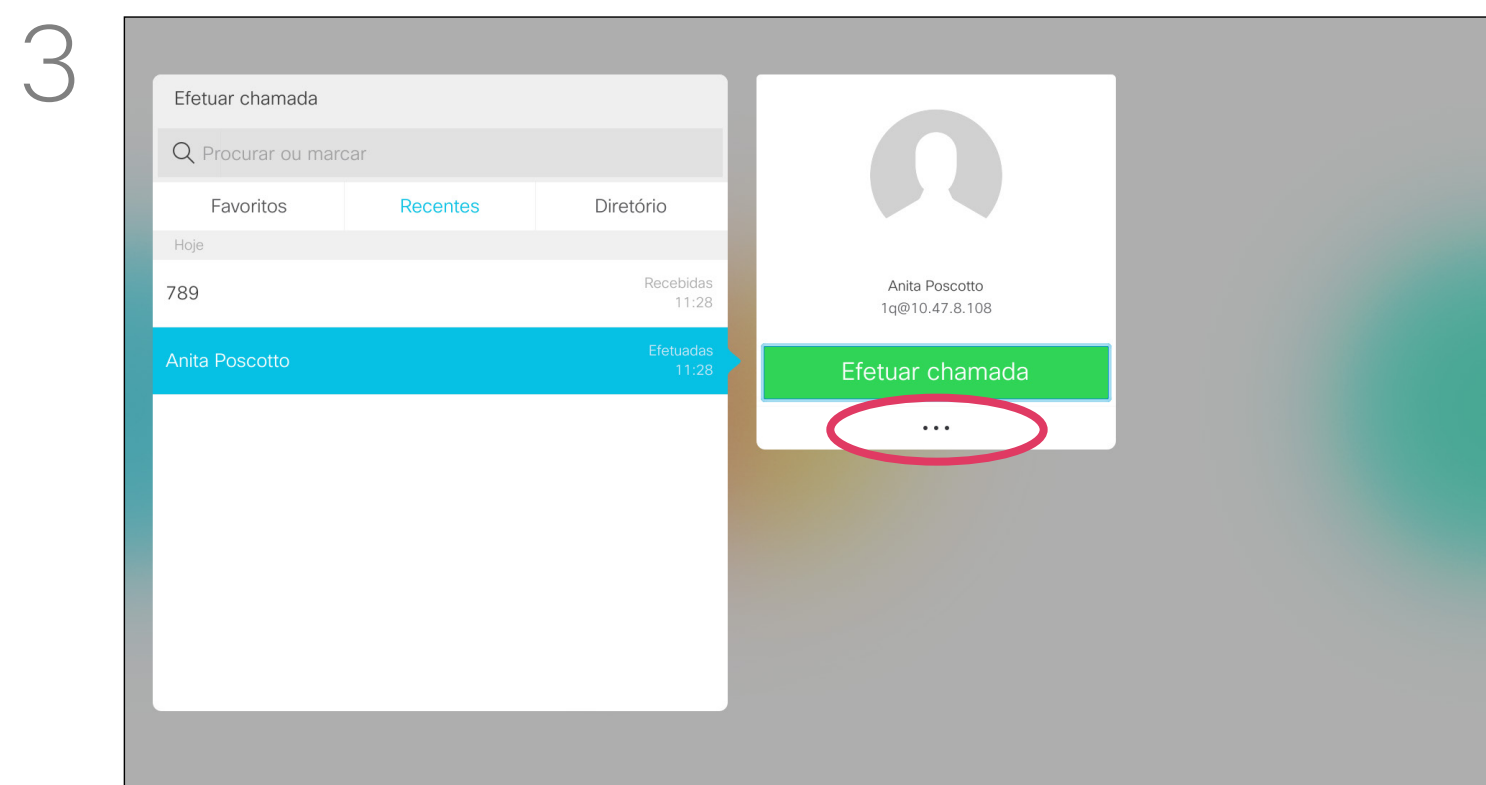 3
Efetuar chamada
Procurar ou marcar
Favoritos Recentes Diretório
Hoje
789 Recebidas
11:28
Anita Poscotto Efetuadas
11:28
Anita Poscotto
1q@10.47.8.108
Efetuar chamada
...